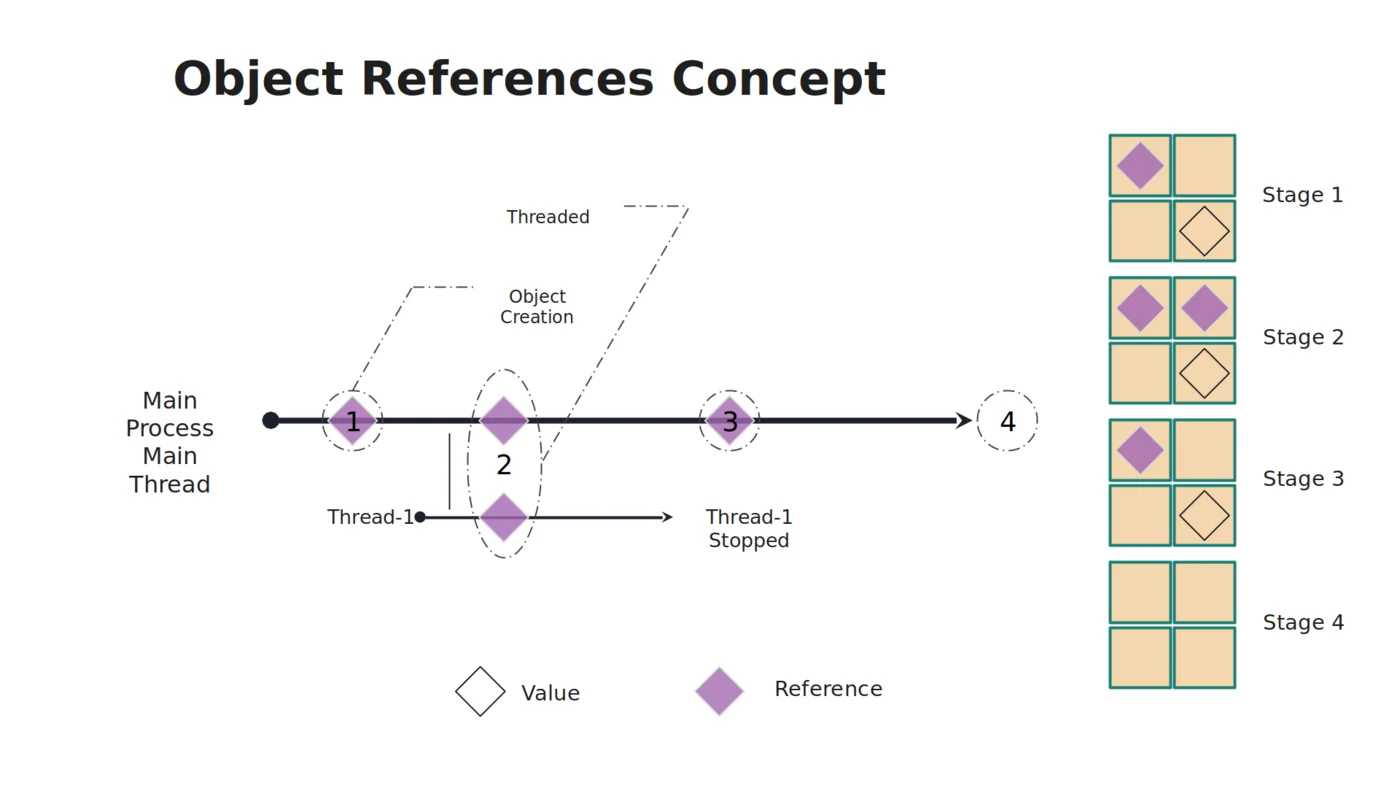 Object References Concept
Threaded
Object
Creation
Main
Process
Main
Thread
1
2
3
4
Thread-1
Thread-1
Stopped
Value
Reference
Stage 1
Stage 2
Stage 3
Stage 4